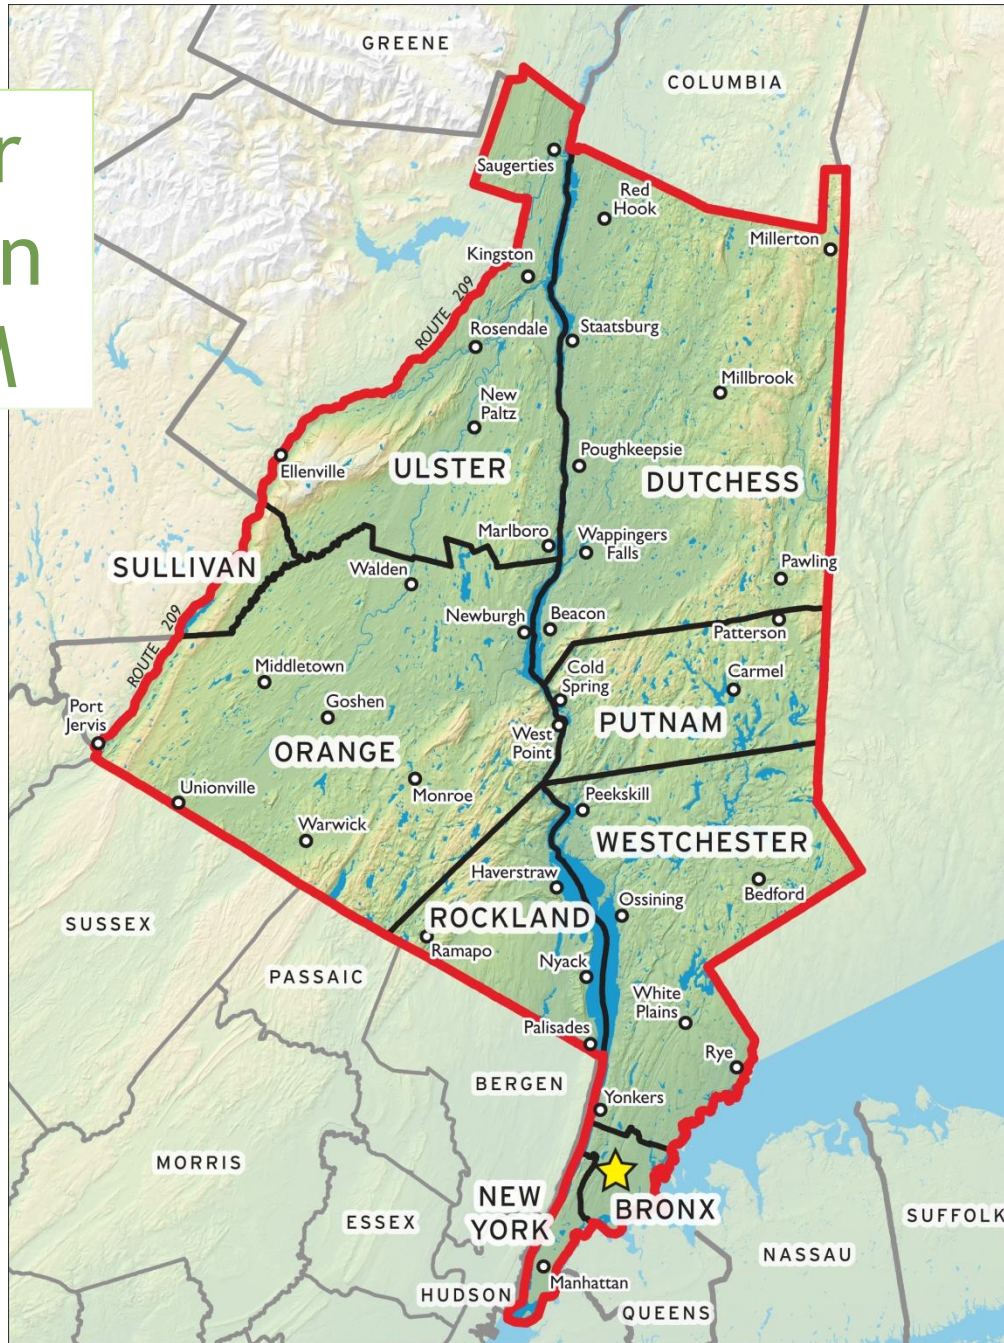 GREENE
COLUMBIA
r
n
Saugerties
Red
Hook
Millerton
Kingston
ROUTE 209
Rosendale
Staatsburg
Millbrook
New
Paltz
Ellenville
ULSTER
Poughkeepsie
DUTCHESS
Marlboro
Wappingers
Falls
SULLIVAN
Walden
Pawling
Newburgh
Beacon
Patterson
ROUTE 209
Middletown
Cold
Spring
Carmel
Port
Jervis
Goshen
West
Point
PUTNAM
ORANGE
Unionville
Monroe
Peekskill
Warwick
WESTCHESTER
Haverstraw
Bedford
SUSSEX
ROCKLAND
Ossining
Ramapo
PASSAIC
Nyack
White
Plains
Palisades
Rye
BERGEN
Yonkers
MORRIS
NEW
YORK
BRONX
ESSEX
SUFFOLK
NASSAU
Manhattan
HUDSON
QUEENS